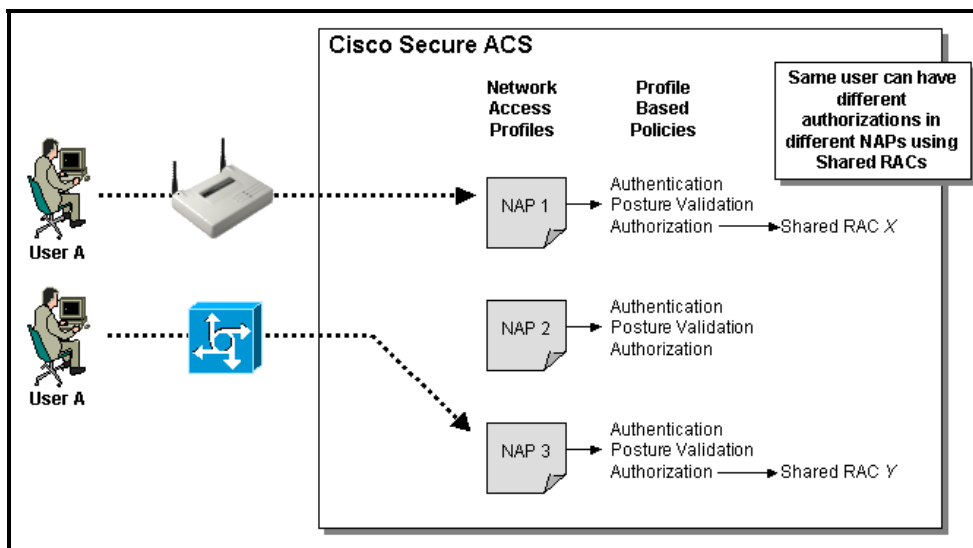 Cisco Secure ACS
Network
Access
Profiles
Profile
Based
Policies
Same user can have
different
authorizations in
different NAPs using
Shared RACs
User A
NAP 1
Authentication
Posture Validation
Authorization
Shared RAC X
User A
NAP 2
Authentication
Posture Validation
Authorization
NAP 3
Authentication
Posture Validation
Authorization
Shared RAC Y